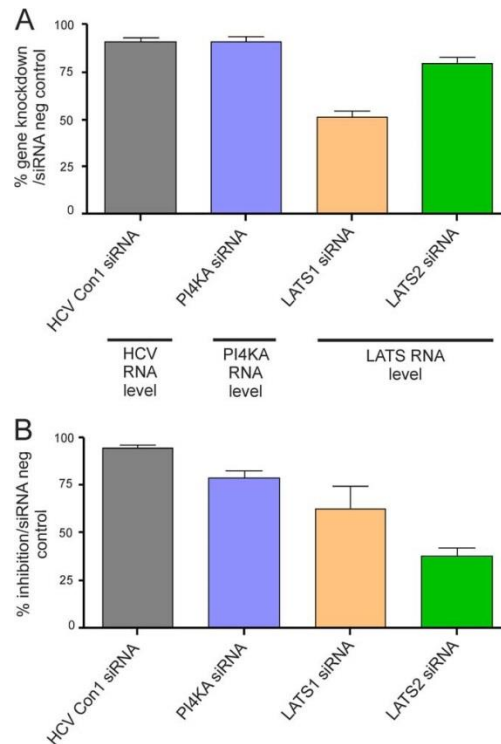 A
% gene knockdown
/siRNA neg control
100
75
50
25
0
HCV Con1 siRNA
PI4KA siRNA
LATS1 siRNA
LATS2 siRNA
HCV
RNA
level
PI4KA
RNA
level
LATS RNA
level
B
% inhibition/siRNA neg
control
100
75
50
25
0
HCV Con1 siRNA
PI4KA siRNA
LATS1 siRNA
LATS2 siRNA